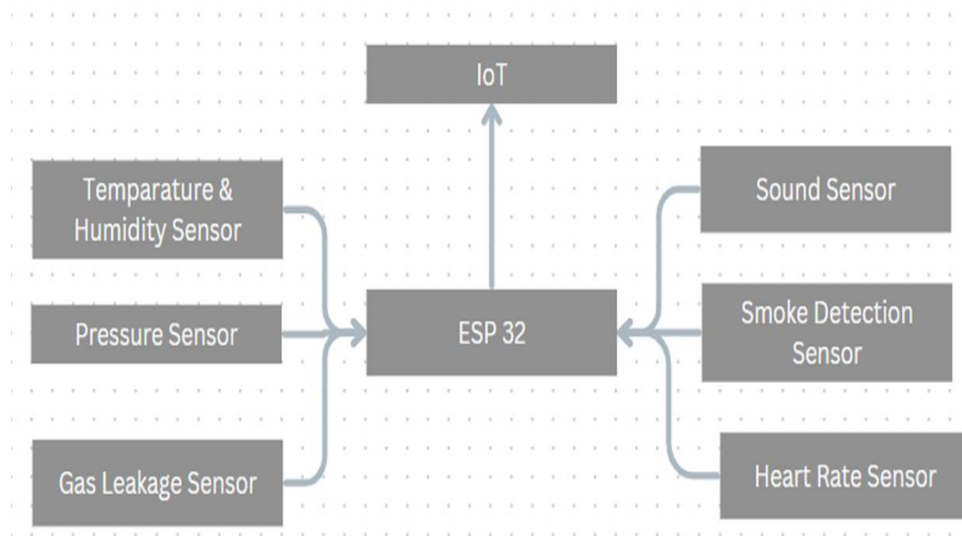 IoT
Temparature &
Humidity Sensor
Pressure Sensor
Gas Leakage Sensor
ESP 32
Sound Sensor
Smoke Detection
Sensor
Heart Rate Sensor